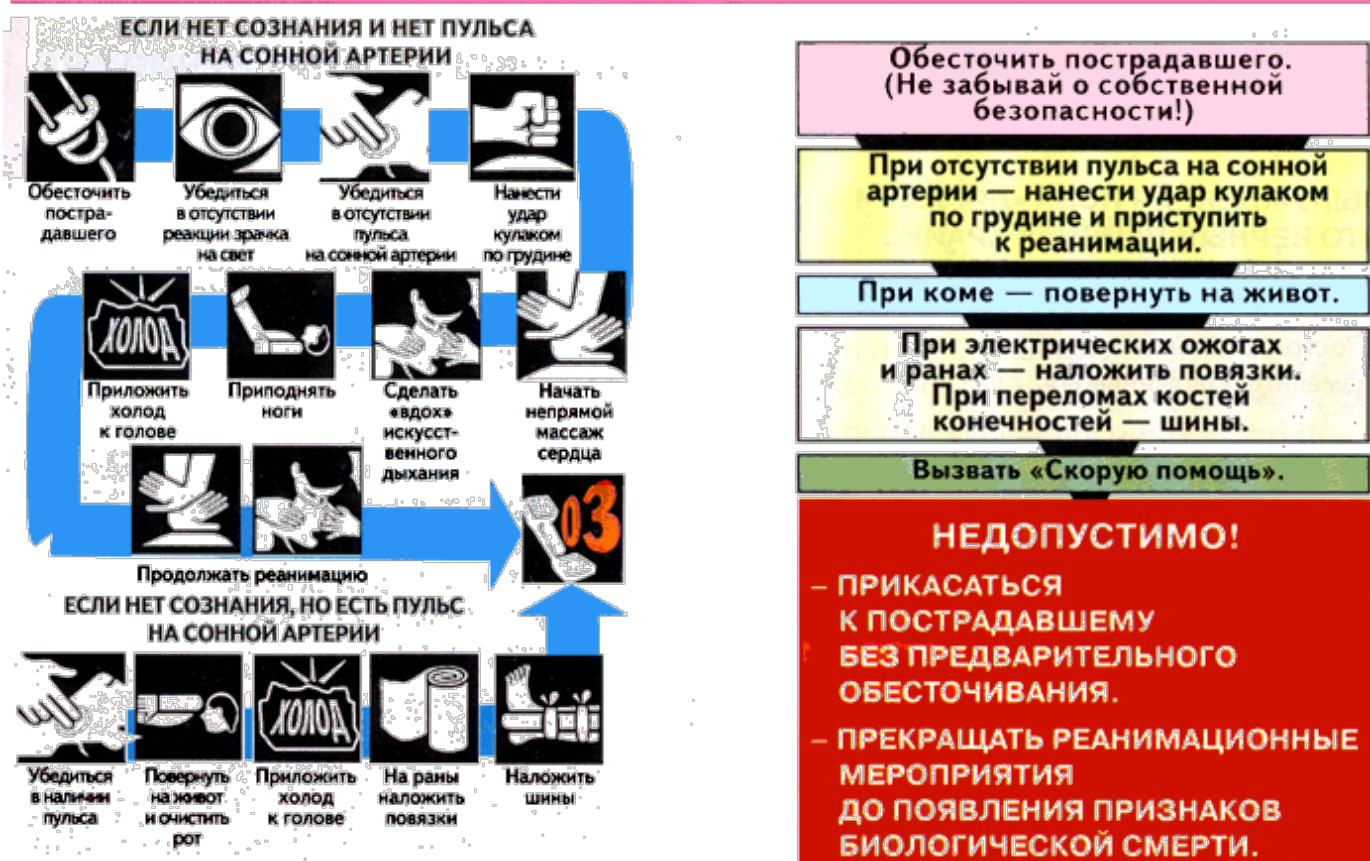 ЕСЛИ НЕТ СОЗНАНИЯ И НЕТ ПУЛЬСА
НА СОННОЙ АРТЕРИИ
Обесточить
постра-
давшего
Убедиться
в отсутствии
реакции зрачка
на свет
Убедиться
в отсутствии
пульса
на сонной артерии
Нанести
удар
кулаком
по грудине
ХОЛОД
Приложить
холод
к голове
Приподнять
ноги
Сделать
«вдох»
искусст-
венного
дыхания
Начать
непрямой
массаж
сердца
03
Продолжать реанимацию
ЕСЛИ НЕТ СОЗНАНИЯ, НО ЕСТЬ ПУЛЬС
НА СОННОЙ АРТЕРИИ
ХОЛОД
Убедиться
в наличии
пульса
Повернуть
на живот
и очистить
рот
Приложить
холод
к голове
На раны
наложить
повязки
Наложить
шины
Обесточить пострадавшего.
(Не забывай о собственной
безопасности!)
При отсутствии пульса на сонной
артерии — нанести удар кулаком
по грудине и приступить
к реанимации.
При коме — повернуть на живот.
При электрических ожогах
и ранах — наложить повязки.
При переломах костей
конечностей — шины.
Вызвать «Скорую помощь».
НЕДОПУСТИМО!
– ПРИКАСАТЬСЯ
К ПОСТРАДАВШЕМУ
БЕЗ ПРЕДВАРИТЕЛЬНОГО
ОБЕСТОЧИВАНИЯ.
– ПРЕКРАЩАТЬ РЕАНИМАЦИОННЫЕ
МЕРОПРИЯТИЯ
ДО ПОЯВЛЕНИЯ ПРИЗНАКОВ
БИОЛОГИЧЕСКОЙ СМЕРТИ.